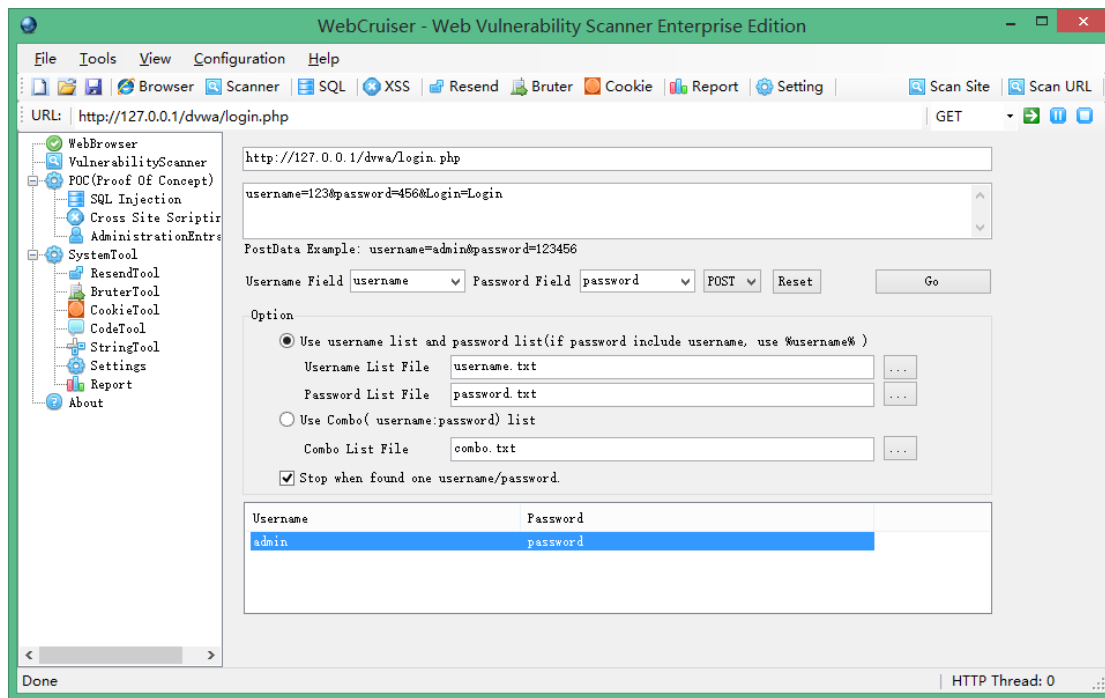 WebCruiser - Web Vulnerability Scanner Enterprise Edition
File Tools View Configuration Help
Browser Scanner SQL XSS Resend Bruter Cookie Report Setting Scan Site Scan URL
URL: http://127.0.0.1/dvwa/login.php GET
WebBrowser
VulnerabilityScanner
POC(Proof Of Concept)
SQL Injection
Cross Site Scriptir
AdministrationEntra
SystemTool
ResendTool
BruterTool
CookieTool
CodeTool
StringTool
Settings
Report
About
http://127.0.0.1/dvwa/login.php
username=123&password=456&Login=Login
PostData Example: username=admin&password=123456
Username Field username Password Field password POST Reset Go
Option
Use username list and password list(if password include username, use %username% )
Username List File username.txt ...
Password List File password.txt ...
Use Combo( username:password) list
Combo List File combo.txt ...
Stop when found one username/password.
Username Password
admin password
Done HTTP Thread: 0